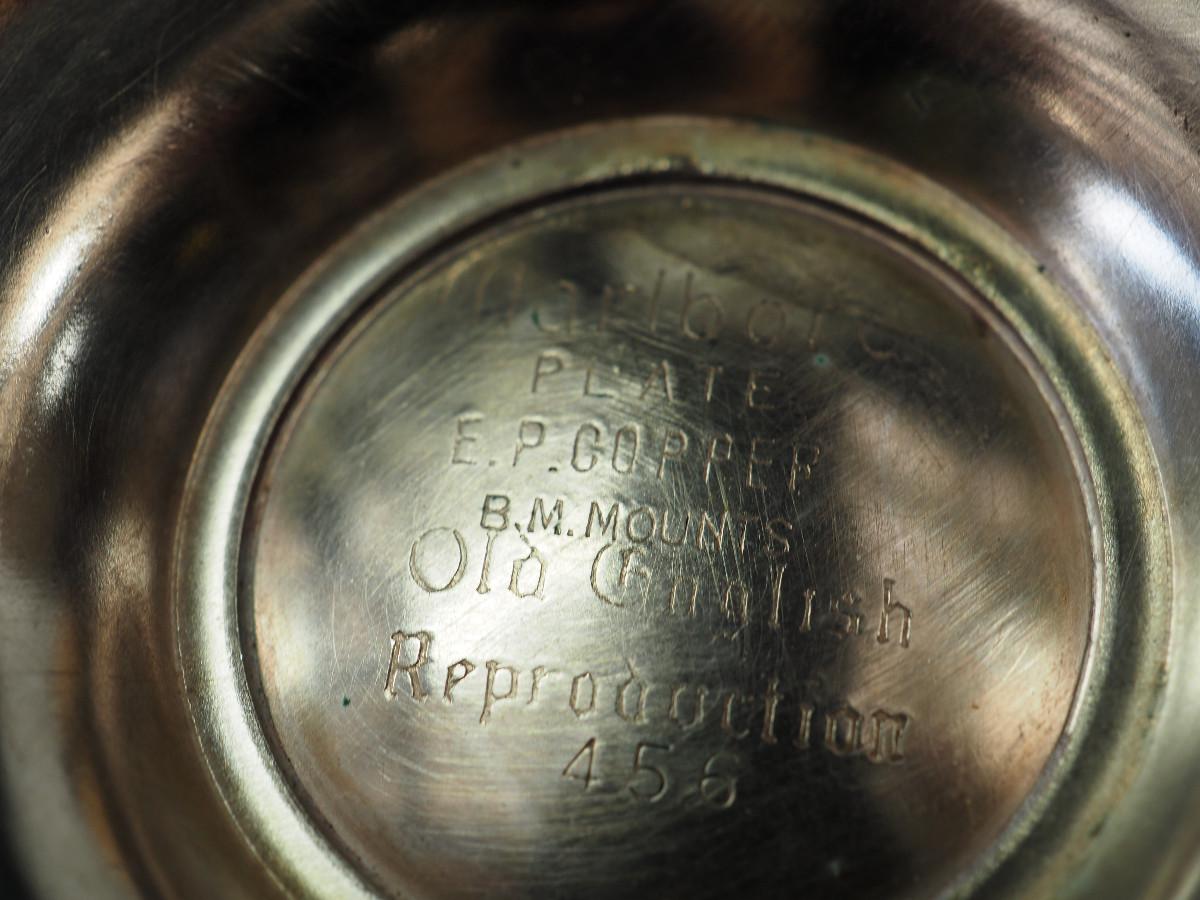 Marlboro
PLATE
E.P.COPPER
B.M.MOUNTS
Old English
Reproduction
456